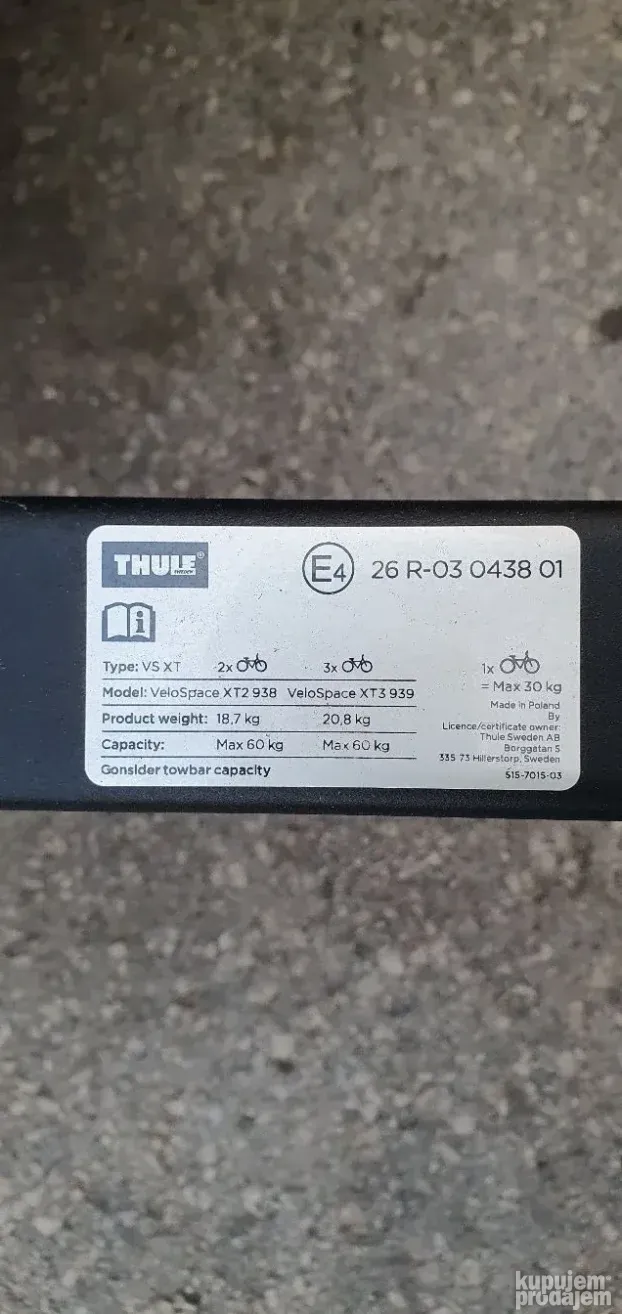 THULE®
SWEDEN
E4 26 R-03 0438 01
i
Type: VS XT 2x 3x
Model: VeloSpace XT2 938 VeloSpace XT3 939
Product weight: 18,7 kg 20,8 kg
Capacity: Max 60 kg Max 60 kg
Gonsider towbar capacity
1x
= Max 30 kg
Made in Poland
By
Licence/certificate owner:
Thule Sweden AB
Borggatan 5
335 73 Hillerstorp, Sweden
515-7015-03
kupujem
prodajem